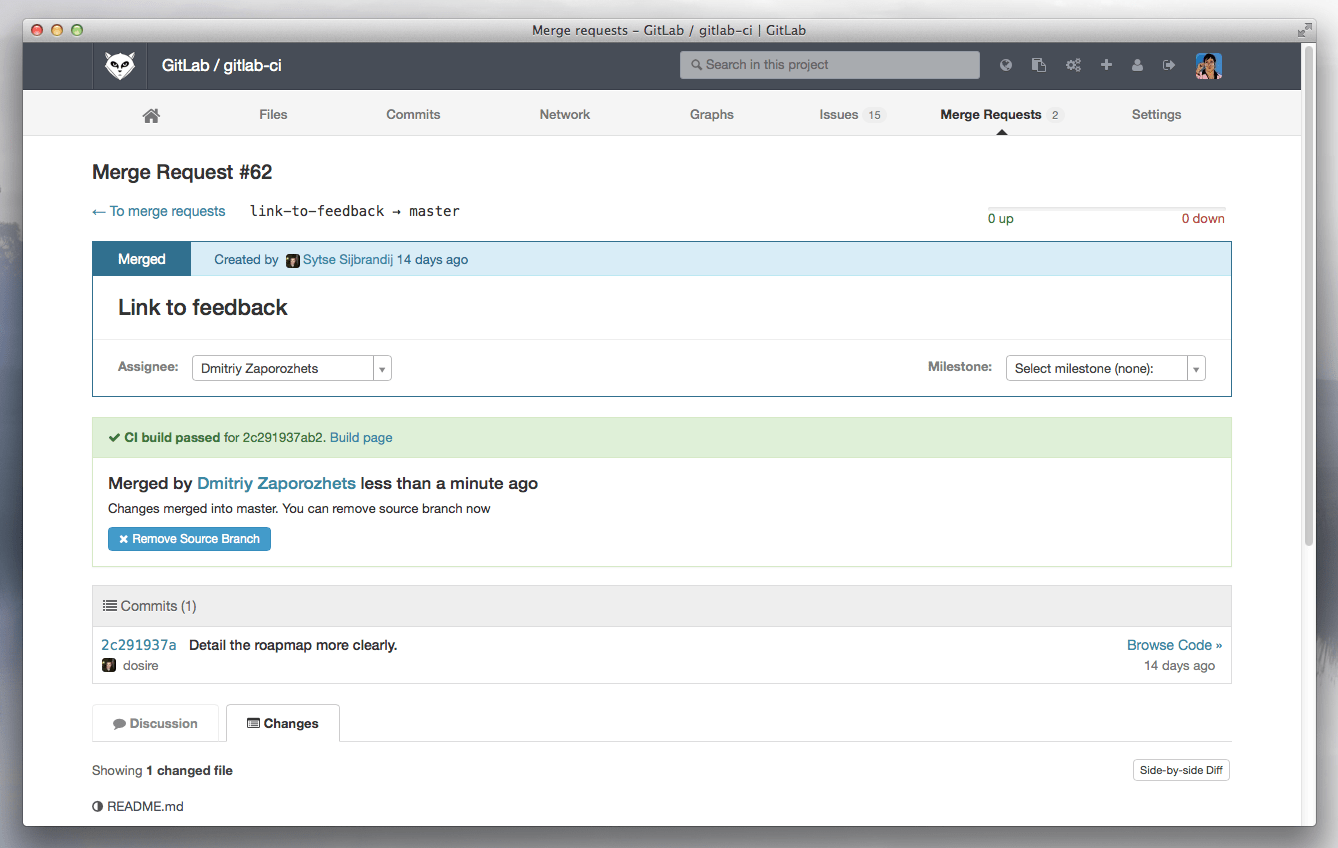 Merge requests – GitLab / gitlab-ci | GitLab
GitLab / gitlab-ci
Search in this project
Files Commits Network Graphs Issues 15 Merge Requests 2 Settings
Merge Request #62
← To merge requests link-to-feedback → master
0 up 0 down
Merged Created by Sytse Sijbrandij 14 days ago
Link to feedback
Assignee: Dmitriy Zaporozhets Milestone: Select milestone (none):
CI build passed for 2c291937ab2. Build page
Merged by Dmitriy Zaporozhets less than a minute ago
Changes merged into master. You can remove source branch now
Remove Source Branch
Commits (1)
2c291937a Detail the roapmap more clearly. Browse Code »
dosire 14 days ago
Discussion Changes
Showing 1 changed file Side-by-side Diff
README.md